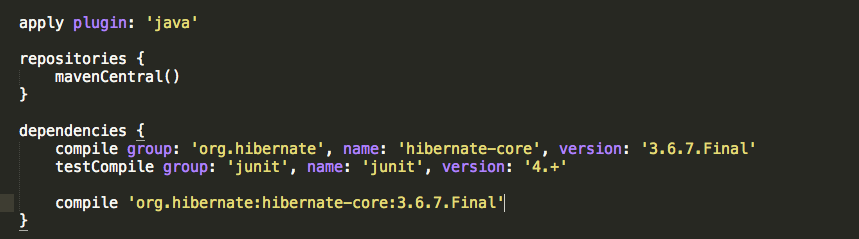 apply plugin: 'java'
repositories {
mavenCentral()
}
dependencies {
compile group: 'org.hibernate', name: 'hibernate-core', version: '3.6.7.Final'
testCompile group: 'junit', name: 'junit', version: '4.+'
compile 'org.hibernate:hibernate-core:3.6.7.Final'
}